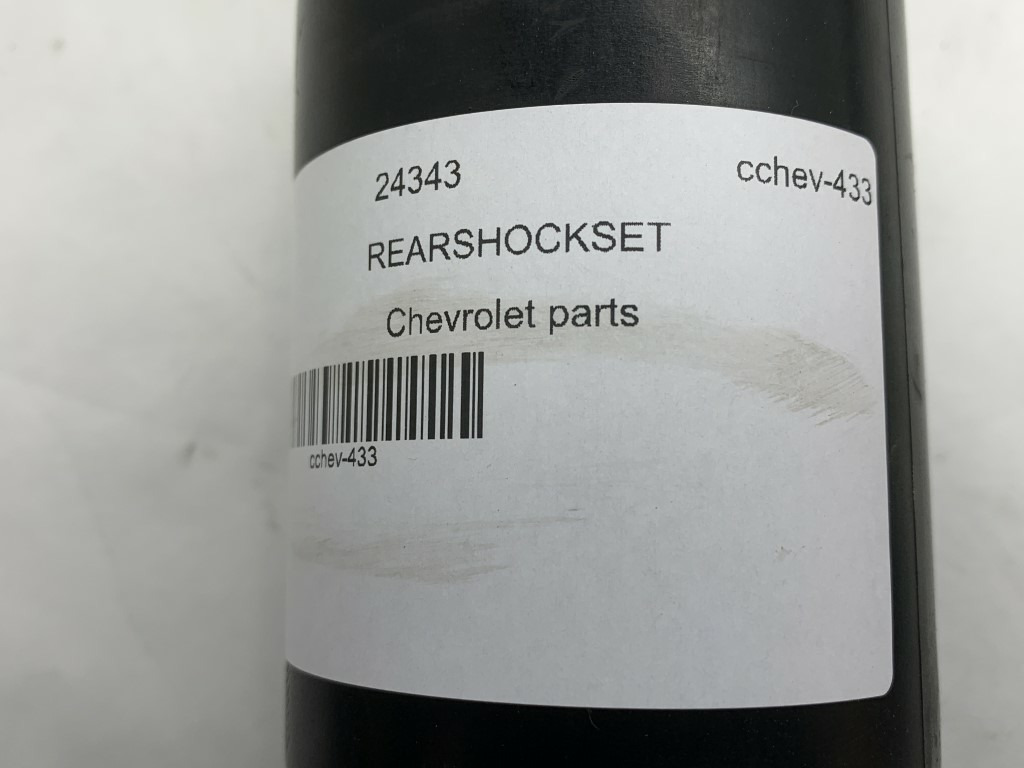 24343 cchev-433
REARSHOCKSET
Chevrolet parts
cchev-433